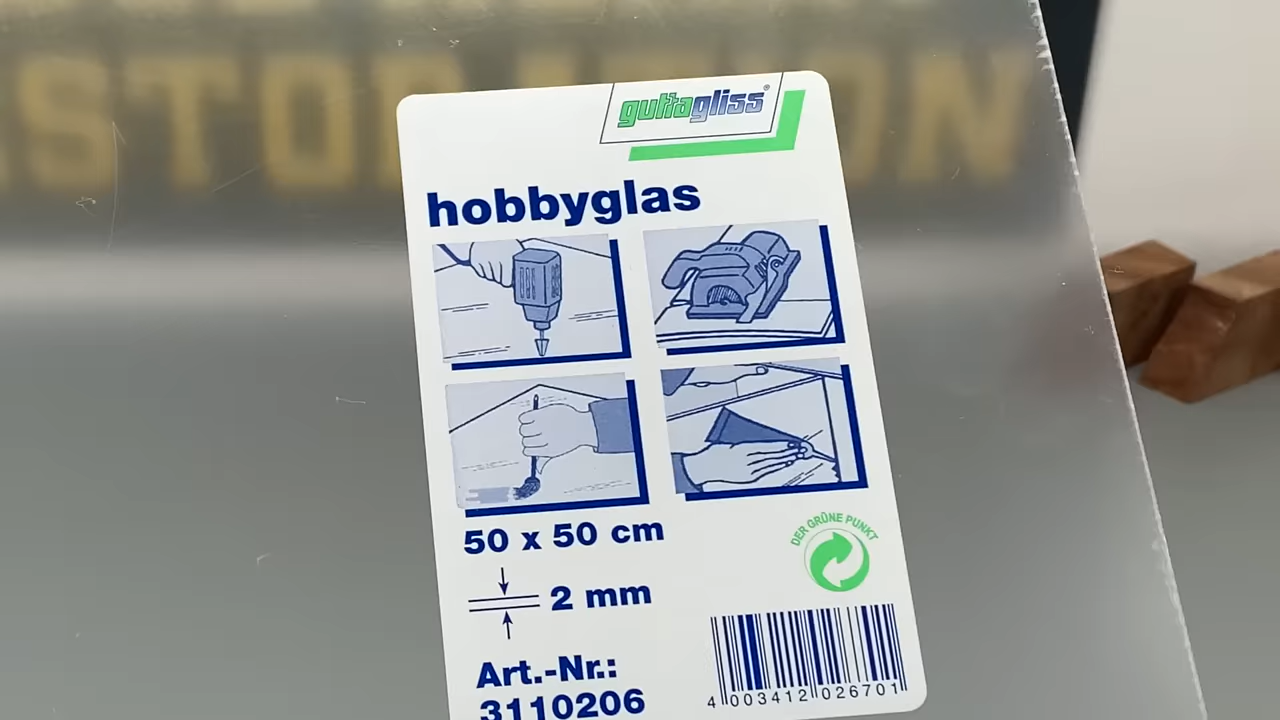 guttagliss®
hobbyglas
50 x 50 cm
DER GRÜNE PUNKT
2 mm
Art.-Nr.:
3110206
4 003412 026701